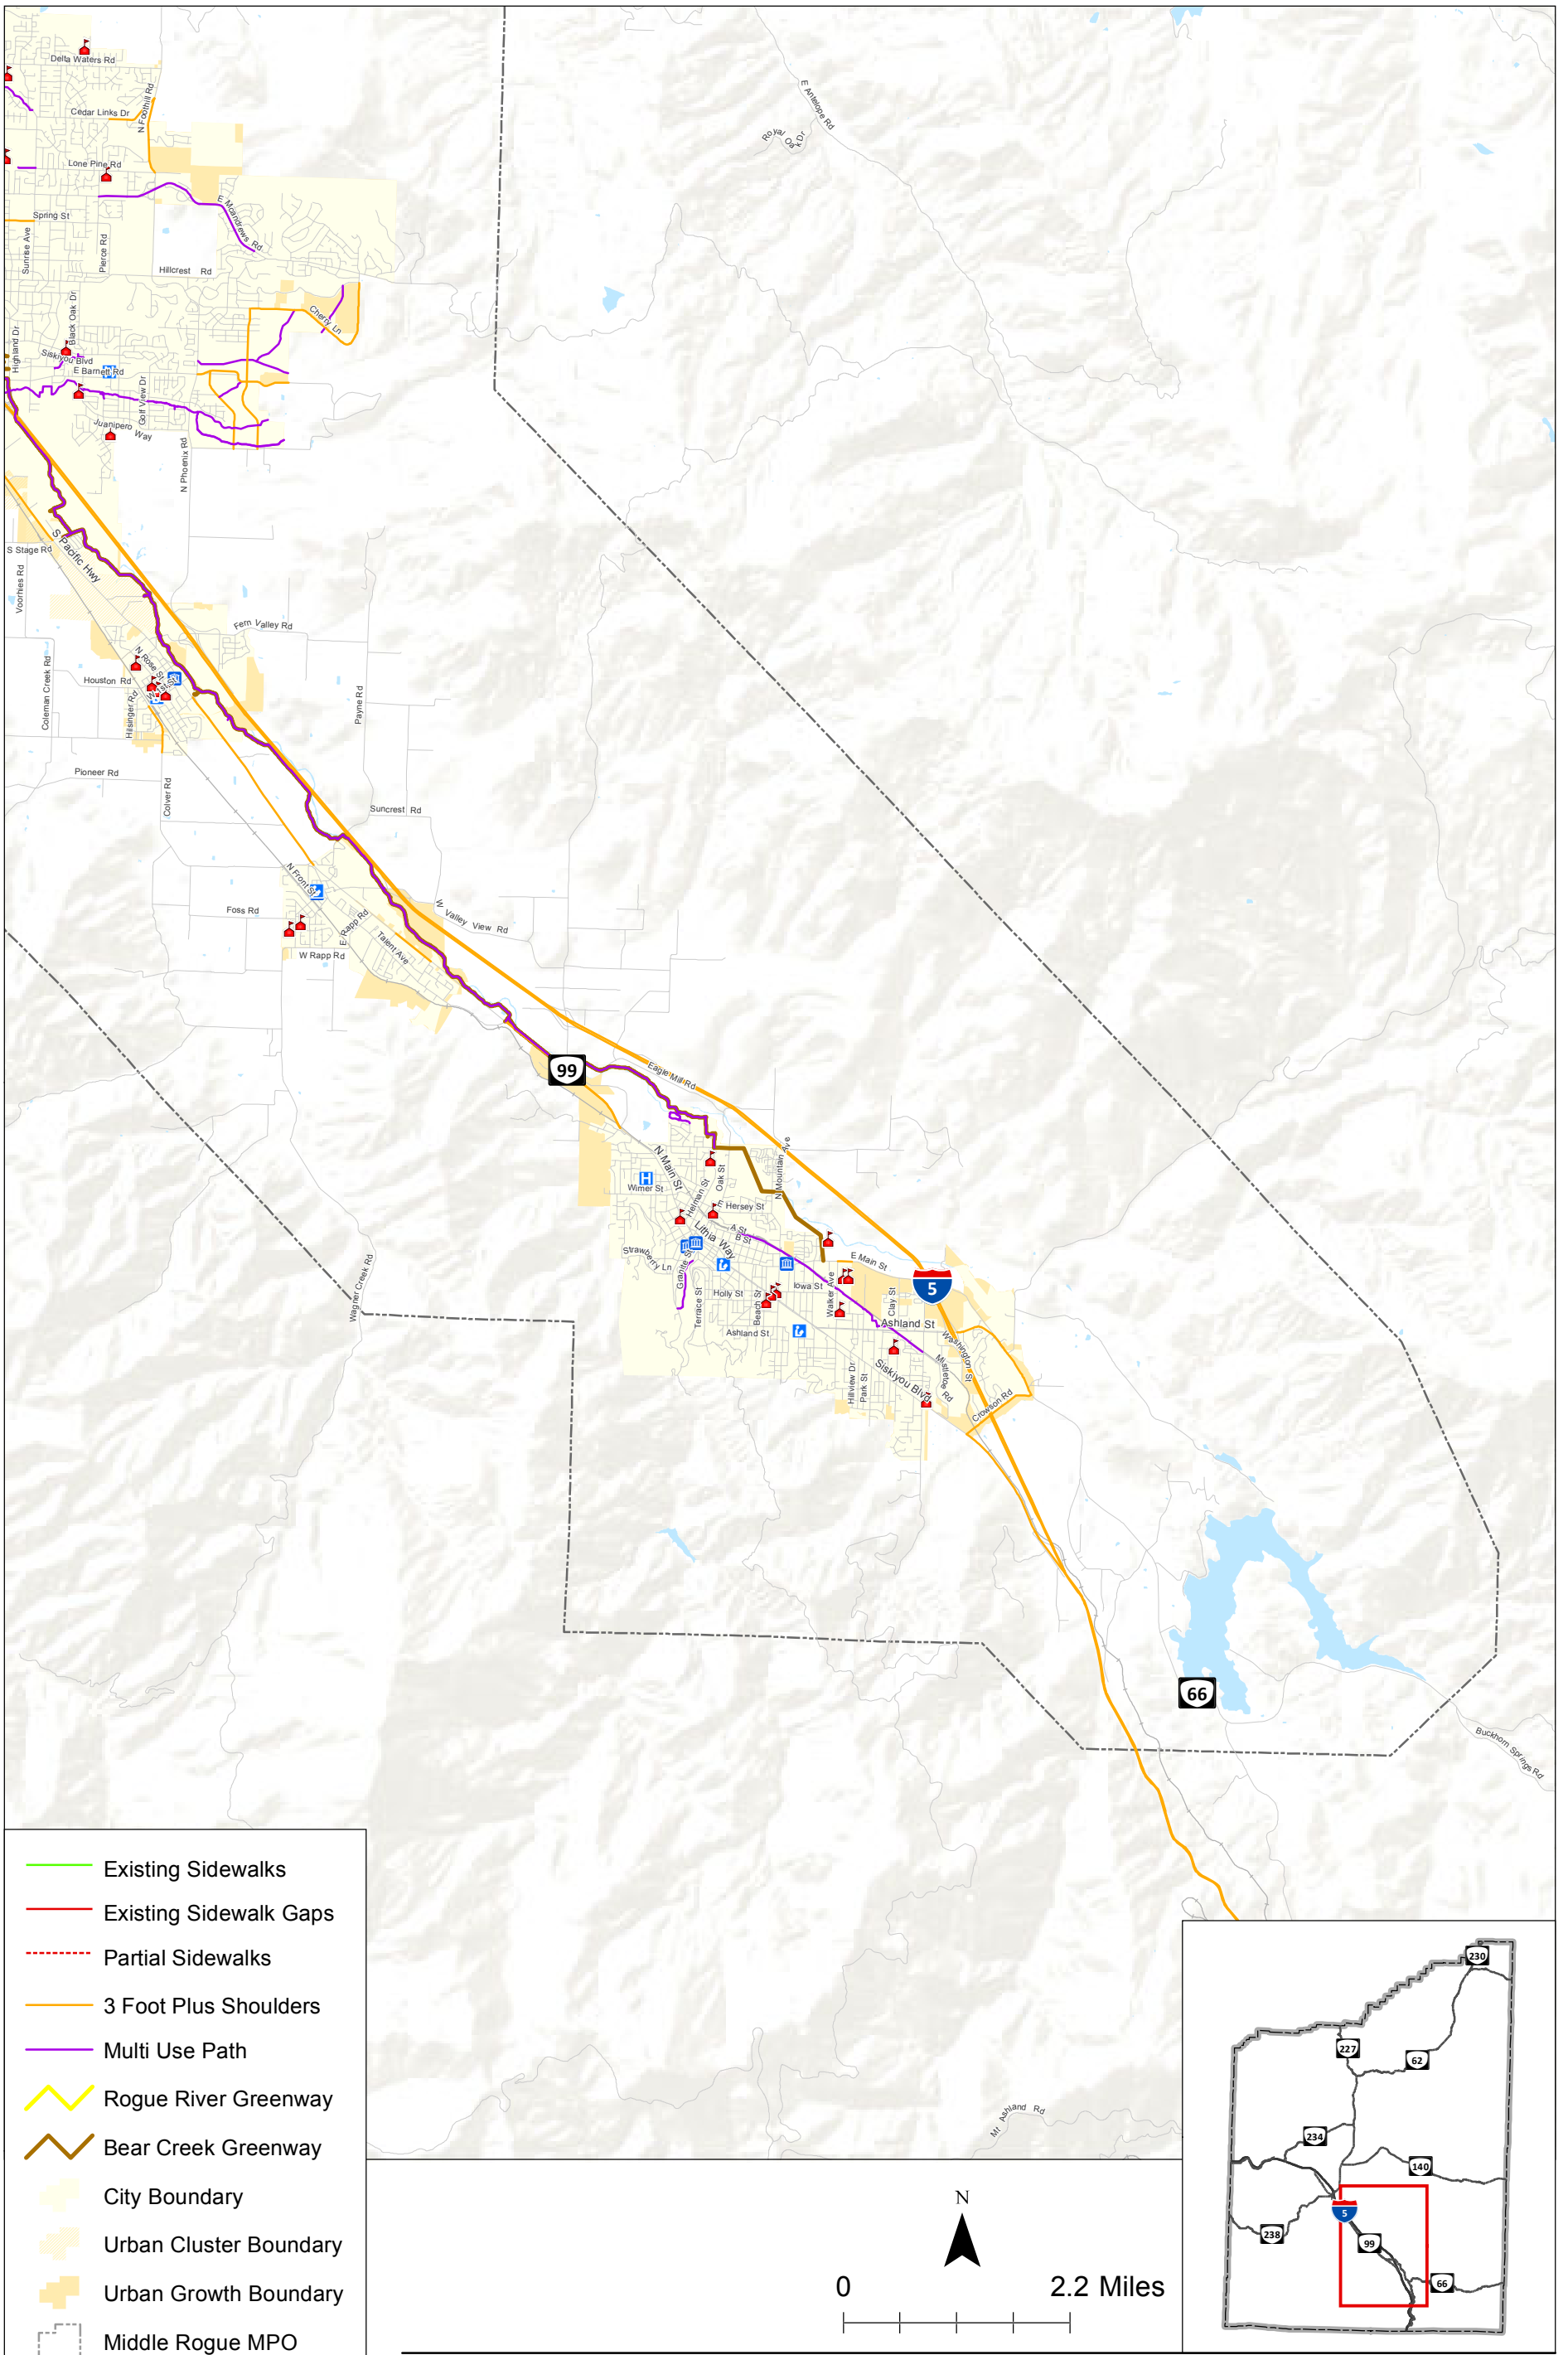 Delta Waters Rd
Cedar Links Dr
N Foothill Rd
Lone Pine Rd
E Mcandrews Rd
Spring St
Sunrise Ave
Pierce Rd
Hillcrest Rd
E Antelope Rd
Royal Oak Dr
Cherry Ln
Highland Dr
Black Oak Dr
Siskiyou Blvd
E Barnett Rd
Golf View Dr
Juanipero Way
N Phoenix Rd
S Stage Rd
S Pacific Hwy
Voorhies Rd
Fern Valley Rd
N Rose St
Houston Rd
W 1st St
Coleman Creek Rd
Hilsinger Rd
Payne Rd
Pioneer Rd
Colver Rd
Suncrest Rd
N Front St
Foss Rd
E Rapp Rd
Talent Ave
W Rapp Rd
W Valley View Rd
99
Eagle Mill Rd
N Main St
N Mountain Ave
Oak St
H
Wimer St
Helman St
E Hersey St
A St
B St
Lithia Way
Strawberry Ln
Granite St
E Main St
Iowa St
Holly St
Terrace St
Beach St
Walker Ave
Clay St
5
Ashland St
Ashland St
Washington St
Mistletoe Rd
Siskiyou Blvd
Hillview Dr
Park St
Crowson Rd
Wagner Creek Rd
66
Buckhorn Springs Rd
Mt Ashland Rd
Existing Sidewalks
Existing Sidewalk Gaps
Partial Sidewalks
3 Foot Plus Shoulders
Multi Use Path
Rogue River Greenway
Bear Creek Greenway
City Boundary
Urban Cluster Boundary
Urban Growth Boundary
Middle Rogue MPO
N
0 2.2 Miles
230
227
62
234
140
5
238
99
66